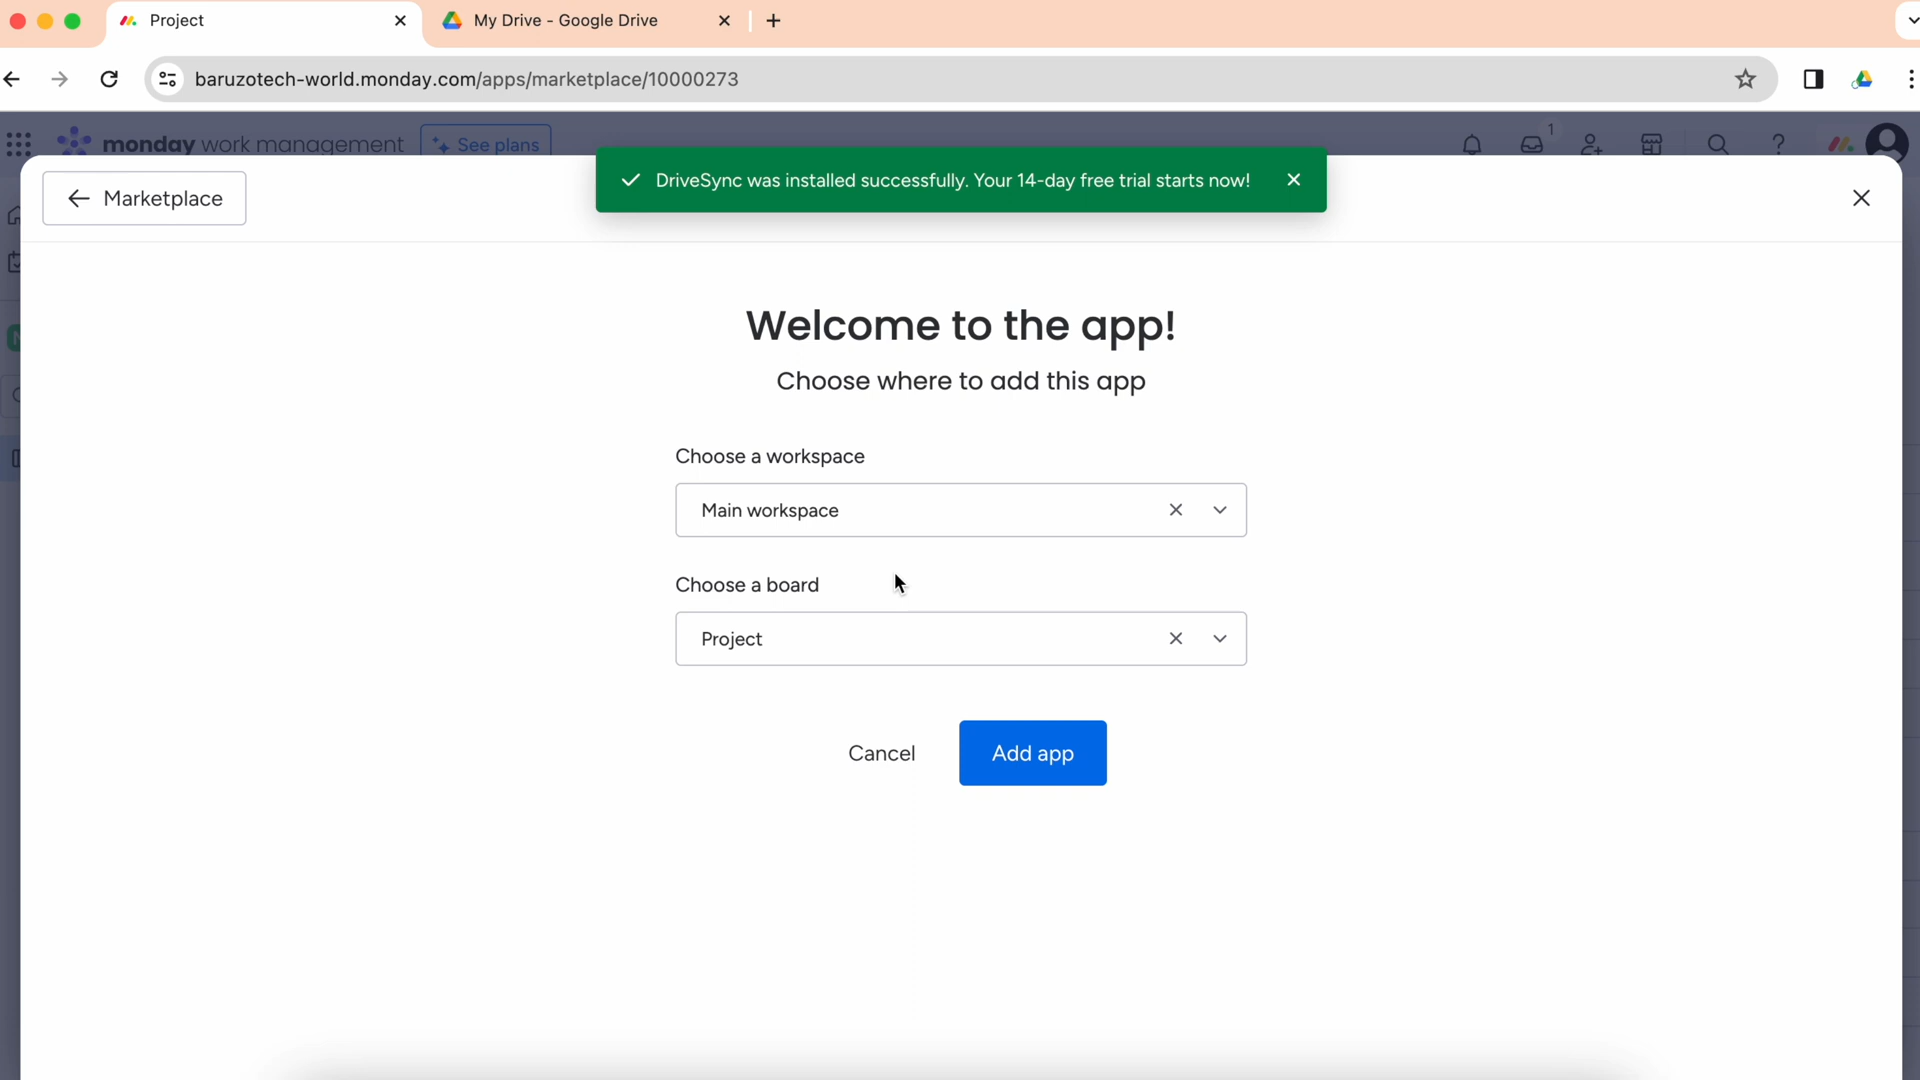 Project
My Drive - Google Drive
baruzotech-world.monday.com/apps/marketplace/10000273
monday work management
See plans
1
Marketplace
DriveSync was installed successfully. Your 14-day free trial starts now!
Welcome to the app!
Choose where to add this app
Choose a workspace
Main workspace
Choose a board
Project
Cancel
Add app